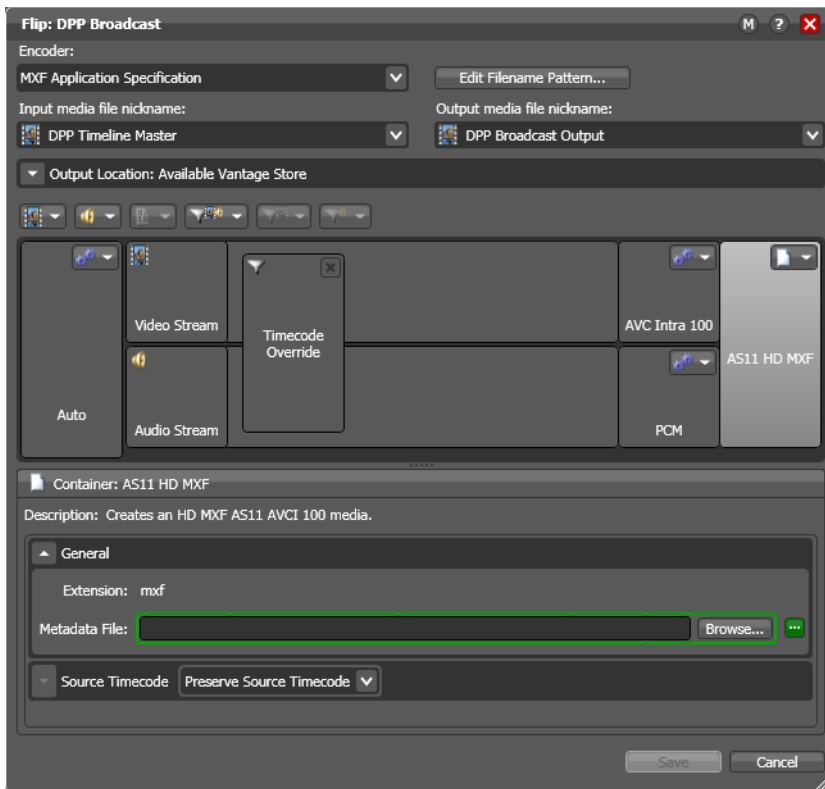 Flip: DPP Broadcast
M ?
Encoder:
MXF Application Specification
Edit Filename Pattern...
Input media file nickname:
Output media file nickname:
DPP Timeline Master
DPP Broadcast Output
Output Location: Available Vantage Store
Video Stream
Timecode
Override
AVC Intra 100
AS11 HD MXF
Auto
Audio Stream
PCM
Container: AS11 HD MXF
Description: Creates an HD MXF AS11 AVCI 100 media.
General
Extension: mxf
Metadata File:
Browse...
Source Timecode
Preserve Source Timecode
Save
Cancel